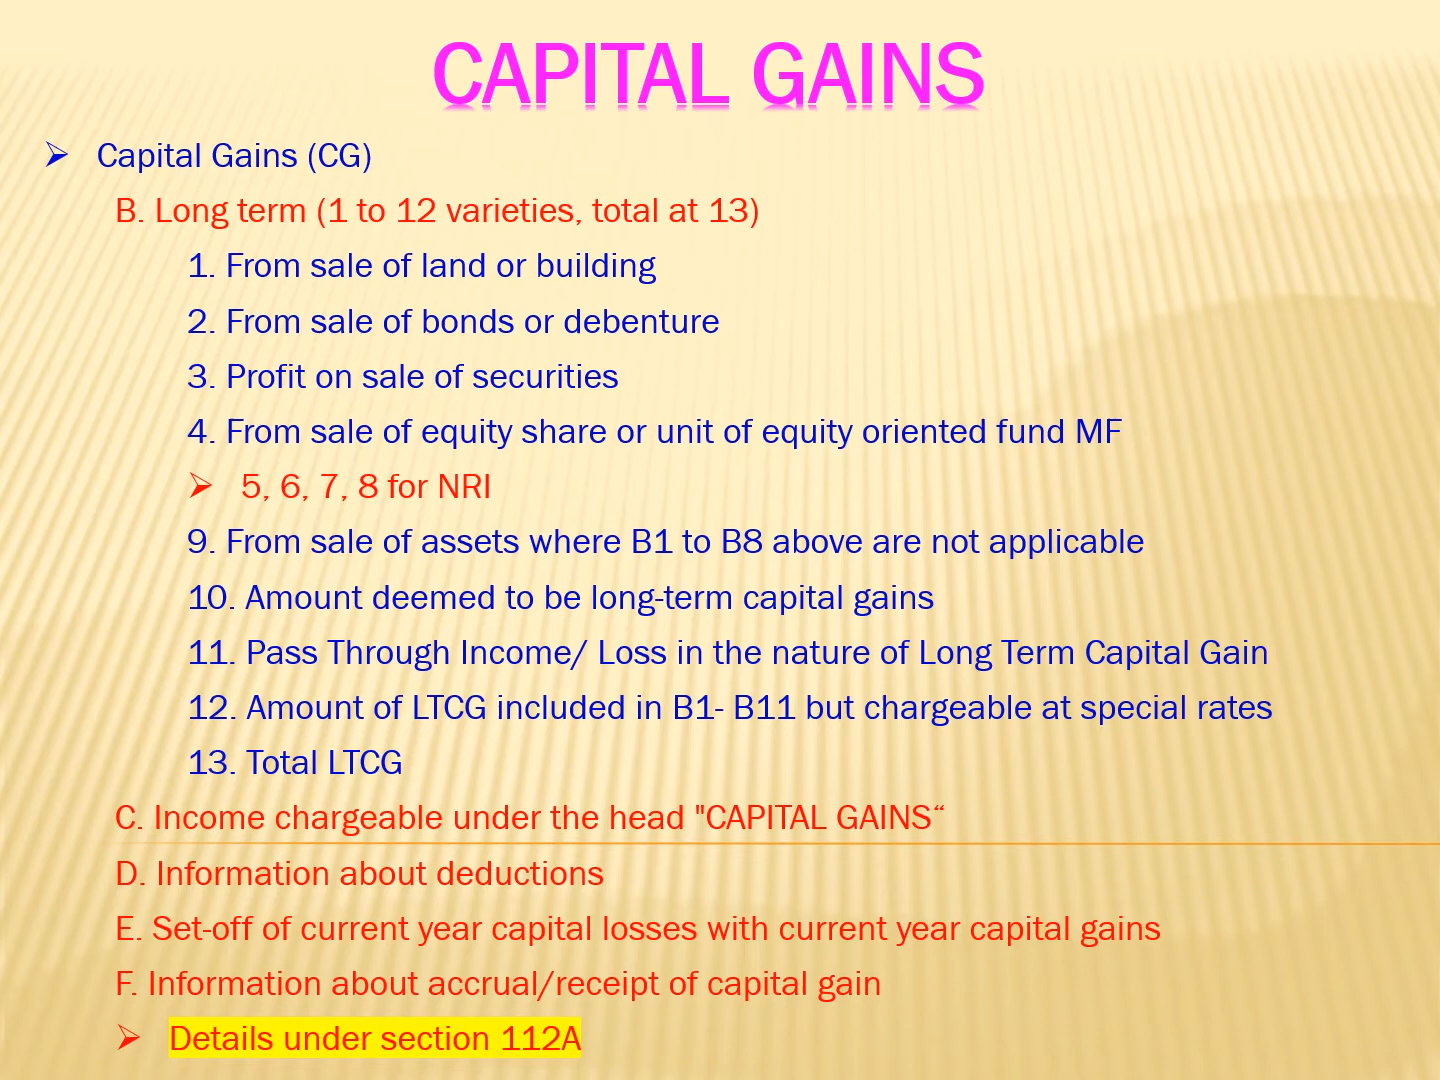 CAPITAL GAINS
➢ Capital Gains (CG)
B. Long term (1 to 12 varieties, total at 13)
1. From sale of land or building
2. From sale of bonds or debenture
3. Profit on sale of securities
4. From sale of equity share or unit of equity oriented fund MF
➢ 5, 6, 7, 8 for NRI
9. From sale of assets where B1 to B8 above are not applicable
10. Amount deemed to be long-term capital gains
11. Pass Through Income/ Loss in the nature of Long Term Capital Gain
12. Amount of LTCG included in B1- B11 but chargeable at special rates
13. Total LTCG
C. Income chargeable under the head "CAPITAL GAINS“
D. Information about deductions
E. Set-off of current year capital losses with current year capital gains
F. Information about accrual/receipt of capital gain
➢ Details under section 112A